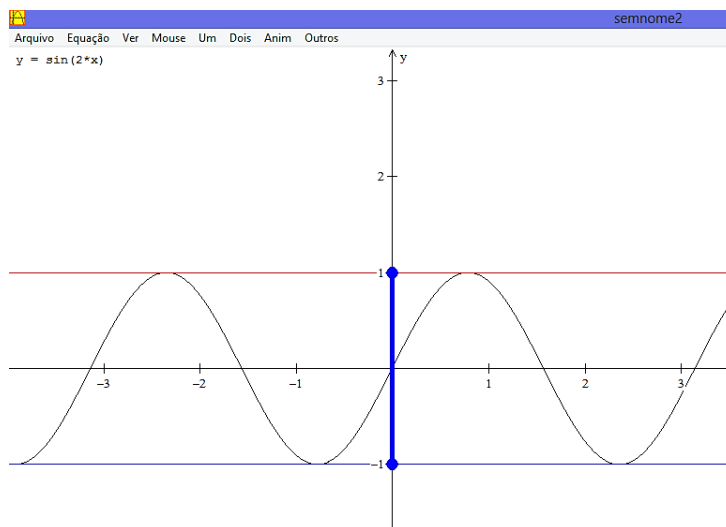 semnome2
Arquivo Equação Ver Mouse Um Dois Anim Outros
y = sin(2*x)
y
3
2
1
−3 −2 −1 1 2 3
−1